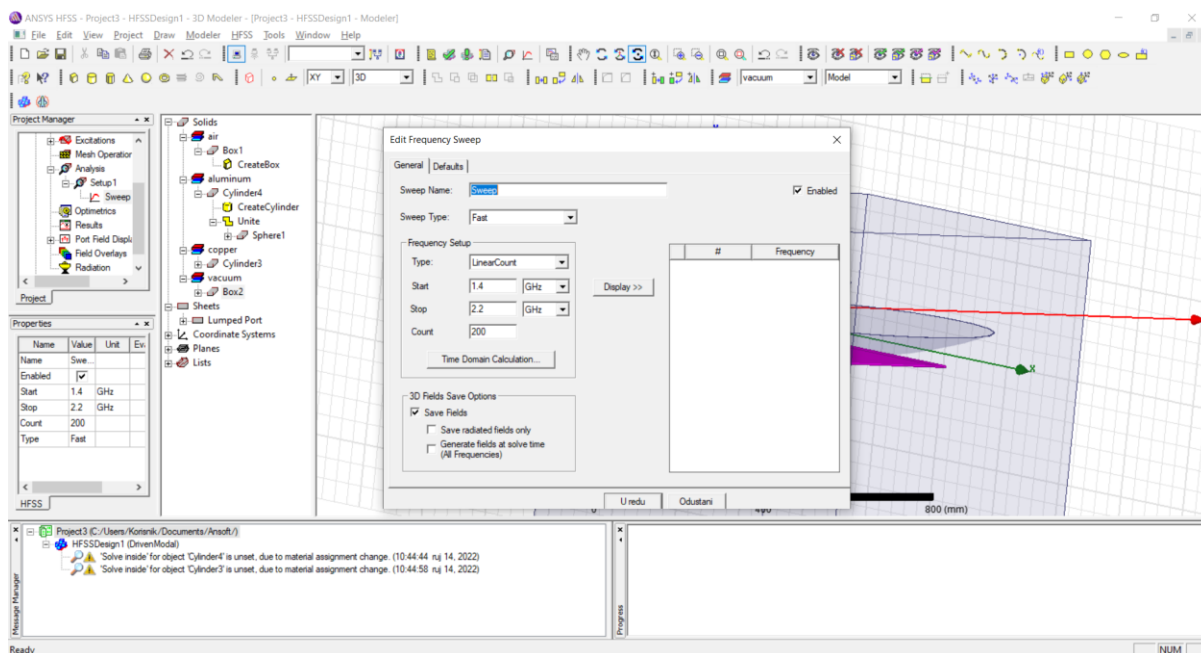 ANSYS HFSS - Project3 - HFSSDesign1 - 3D Modeler - [Project3 - HFSSDesign1 - Modeler]
File Edit View Project Draw Modeler HFSS Tools Window Help
XY 3D vacuum Model
Project Manager
Excitations
Mesh Operation
Analysis
Setup1
Sweep
Optimetrics
Results
Port Field Displa
Field Overlays
Radiation
Project
Properties
Name Value Unit Ev
Name Swe...
Enabled
Start 1.4 GHz
Stop 2.2 GHz
Count 200
Type Fast
HFSS
Solids
air
Box1
CreateBox
aluminum
Cylinder4
CreateCylinder
Unite
Sphere1
copper
Cylinder3
vacuum
Box2
Sheets
Lumped Port
Coordinate Systems
Planes
Lists
Edit Frequency Sweep
General Defaults
Sweep Name: Sweep Enabled
Sweep Type: Fast
Frequency Setup
Type: LinearCount
Start 1.4 GHz Display >>
Stop 2.2 GHz
Count 200
Time Domain Calculation...
# Frequency
3D Fields Save Options
Save Fields
Save radiated fields only
Generate fields at solve time
(All Frequencies)
U redu Odustani
X
0 400 800 (mm)
Project3 (C:/Users/Korisnik/Documents/Ansoft/)
HFSSDesign1 (DrivenModal)
'Solve inside' for object 'Cylinder4' is unset, due to material assignment change. (10:44:44 ruj 14, 2022)
'Solve inside' for object 'Cylinder3' is unset, due to material assignment change. (10:44:58 ruj 14, 2022)
Message Manager
Progress
Ready NUM